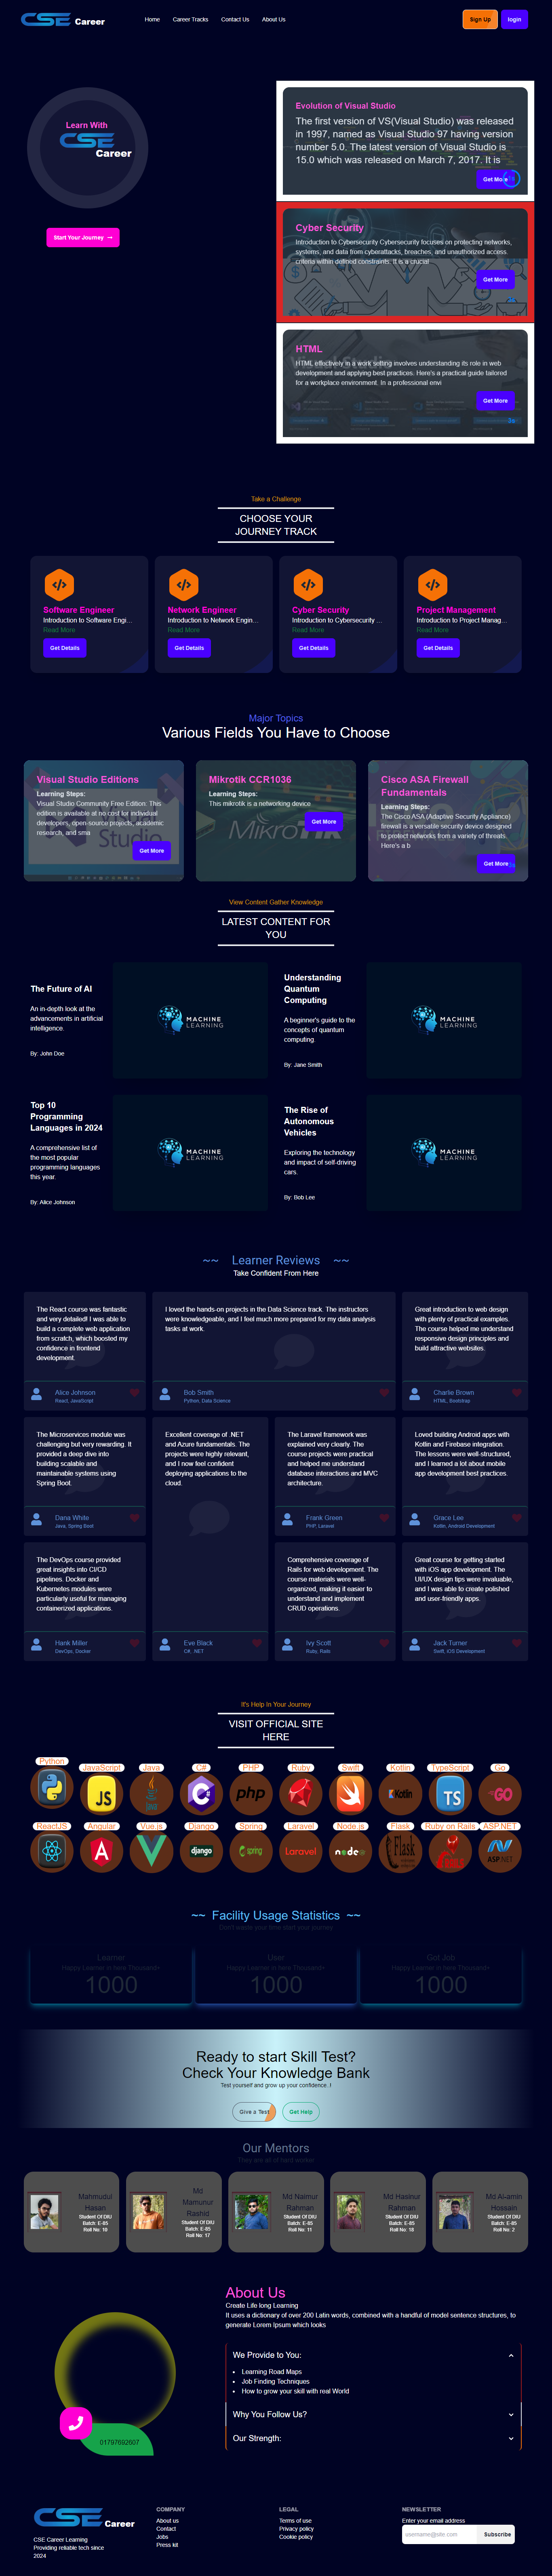 CSE Career
Home
Career Tracks
Contact Us
About Us
Sign Up
login
Learn With
CSE
Career
Start Your Journey →
Evolution of Visual Studio
The first version of VS(Visual Studio) was released
in 1997, named as Visual Studio 97 having version
number 5.0. The latest version of Visual Studio is
15.0 which was released on March 7, 2017. It is
Get More
Cyber Security
Introduction to Cybersecurity Cybersecurity focuses on protecting networks,
systems, and data from cyberattacks, breaches, and unauthorized access
criteria within defined constraints. It is a crucial
Get More
HTML
HTML effectively in a work setting involves understanding its role in web
development and applying best practices. Here's a practical guide tailored
for a workplace environment. In a professional envi
Get More
Take a Challenge
CHOOSE YOUR
JOURNEY TRACK
Software Engineer
Introduction to Software Engi...
Read More
Get Details
Network Engineer
Introduction to Network Engin...
Read More
Get Details
Cyber Security
Introduction to Cybersecurity ...
Read More
Get Details
Project Management
Introduction to Project Manag...
Read More
Get Details
Major Topics
Various Fields You Have to Choose
Visual Studio Editions
Learning Steps:
Visual Studio Community Free Edition: This
edition is available at no cost for individual
developers, open-source projects, academic
research, and sma
Get More
Mikrotik CCR1036
Learning Steps:
This mikrotik is a networking device
Get More
MikroTik
Cisco ASA Firewall
Fundamentals
Learning Steps:
The Cisco ASA (Adaptive Security Appliance)
firewall is a versatile security device designed
to protect networks from a variety of threats.
Here's a b
Get More
View Content Gather Knowledge
LATEST CONTENT FOR
YOU
The Future of AI
An in-depth look at the
advancements in artificial
intelligence.
By: John Doe
MACHINE
LEARNING
Understanding
Quantum
Computing
A beginner's guide to the
concepts of quantum
computing.
By: Jane Smith
MACHINE
LEARNING
Top 10
Programming
Languages in 2024
A comprehensive list of
the most popular
programming languages
this year.
By: Alice Johnson
MACHINE
LEARNING
The Rise of
Autonomous
Vehicles
Exploring the technology
and impact of self-driving
cars.
By: Bob Lee
MACHINE
LEARNING
~~ Learner Reviews ~~
Take Confident From Here
The React course was fantastic
and very detailed! I was able to
build a complete web application
from scratch, which boosted my
confidence in frontend
development.
Alice Johnson
React, JavaScript
I loved the hands-on projects in the Data Science track. The instructors
were knowledgeable, and I feel much more prepared for my data analysis
tasks at work.
Bob Smith
Python, Data Science
Great introduction to web design
with plenty of practical examples.
The course helped me understand
responsive design principles and
build attractive websites.
Charlie Brown
HTML, Bootstrap
The Microservices module was
challenging but very rewarding. It
provided a deep dive into
building scalable and
maintainable systems using
Spring Boot.
Dana White
Java, Spring Boot
Excellent coverage of .NET
and Azure fundamentals. The
projects were highly relevant,
and I now feel confident
deploying applications to the
cloud.
Eve Black
C#, .NET
The Laravel framework was
explained very clearly. The
course projects were practical
and helped me understand
database interactions and MVC
architecture.
Frank Green
PHP, Laravel
Loved building Android apps with
Kotlin and Firebase integration.
The lessons were well-structured,
and I learned a lot about mobile
app development best practices.
Grace Lee
Kotlin, Android Development
The DevOps course provided
great insights into CI/CD
pipelines. Docker and
Kubernetes modules were
particularly useful for managing
containerized applications.
Hank Miller
DevOps, Docker
Comprehensive coverage of
Rails for web development. The
course materials were well-
organized, making it easier to
understand and implement
CRUD operations.
Ivy Scott
Ruby, Rails
Great course for getting started
with iOS app development. The
UI/UX design tips were invaluable,
and I was able to create polished
and user-friendly apps.
Jack Turner
Swift, iOS Development
It's Help In Your Journey
VISIT OFFICIAL SITE
HERE
Python
JavaScript
Java
C#
PHP
Ruby
Swift
Kotlin
TypeScript
Go
ReactJS
Angular
Vue.js
Django
Spring
Laravel
Node.js
Flask
Ruby on Rails
ASP.NET
~~ Facility Usage Statistics ~~
Learner
Happy Learner in here Thousand+
1000
User
Happy Learner in here Thousand+
1000
Got Job
Happy Learner in here Thousand+
1000
Ready to start Skill Test?
Check Your Knowledge Bank
Test yourself and grow up your confidence..!
Give a Test
Get Help
Our Mentors
Mahmudul
Hasan
Student Of DIU
Batch: E-85
Roll No: 10
Md
Mamunur
Rashid
Student Of DIU
Batch: E-85
Roll No: 17
Md Naimur
Rahman
Student Of DIU
Batch: E-85
Roll No: 11
Md Hasinur
Rahman
Student Of DIU
Batch: E-85
Roll No: 18
Md Al-amin
Hossain
Student Of DIU
Batch: E-85
Roll No: 2
01797692607
About Us
Create Life long Learning
It uses a dictionary of over 200 Latin words, combined with a handful of model sentence structures, to
generate Lorem Ipsum which looks
We Provide to You:
• Learning Road Maps
• Job Finding Techniques
• How to grow your skill with real World
Why You Follow Us?
Our Strength:
CSE Career
CSE Career Learning
Providing reliable tech since
2024
COMPANY
About us
Contact
Jobs
Press kit
LEGAL
Terms of use
Privacy policy
Cookie policy
NEWSLETTER
Enter your email address
username@site.com
Subscribe